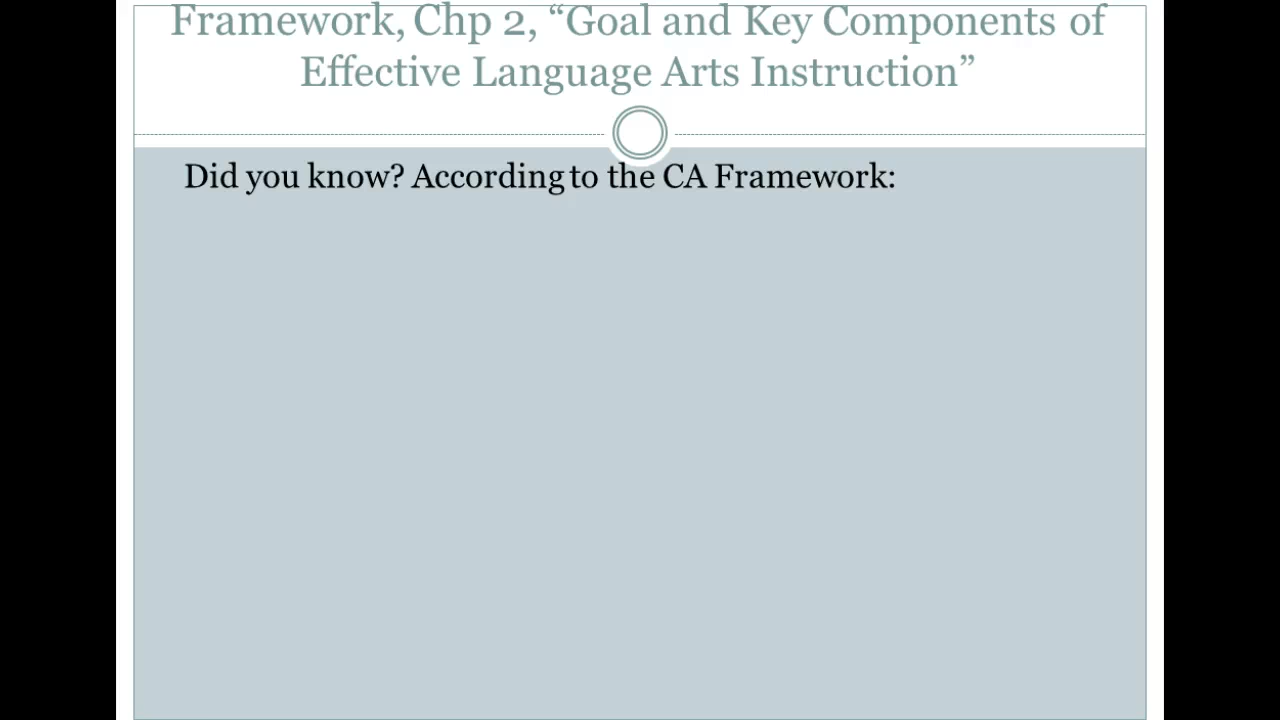 Framework, Chp 2, “Goal and Key Components of
Effective Language Arts Instruction”
Did you know? According to the CA Framework: